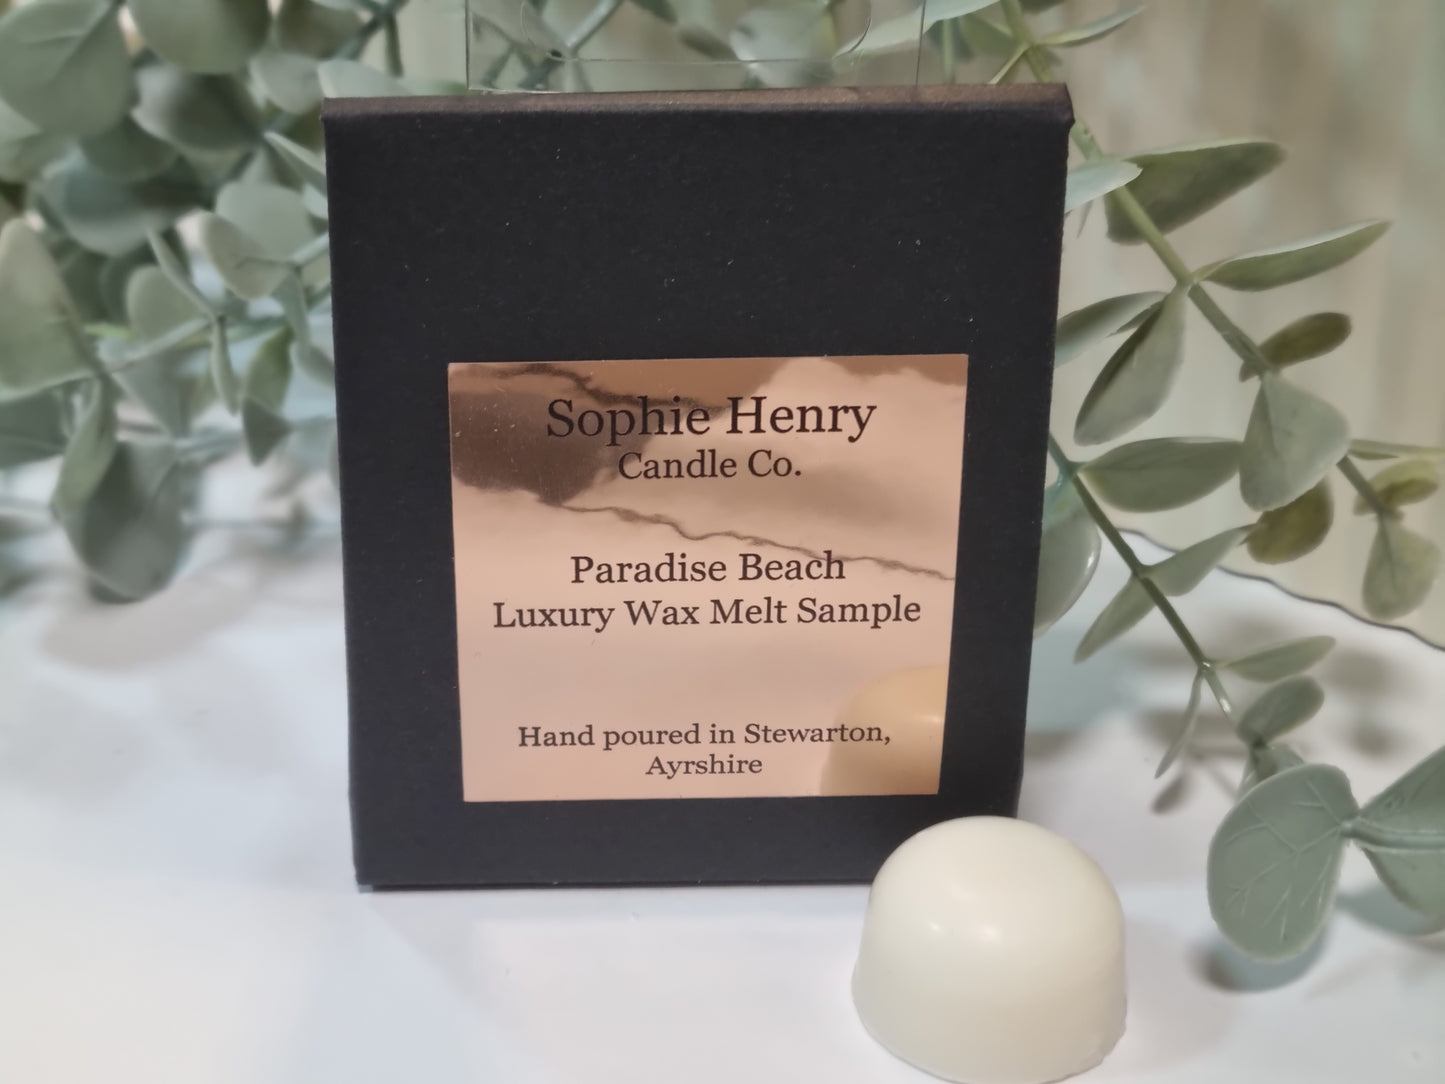 Sophie Henry
Candle Co.
Paradise Beach
Luxury Wax Melt Sample
Hand poured in Stewarton,
Ayrshire